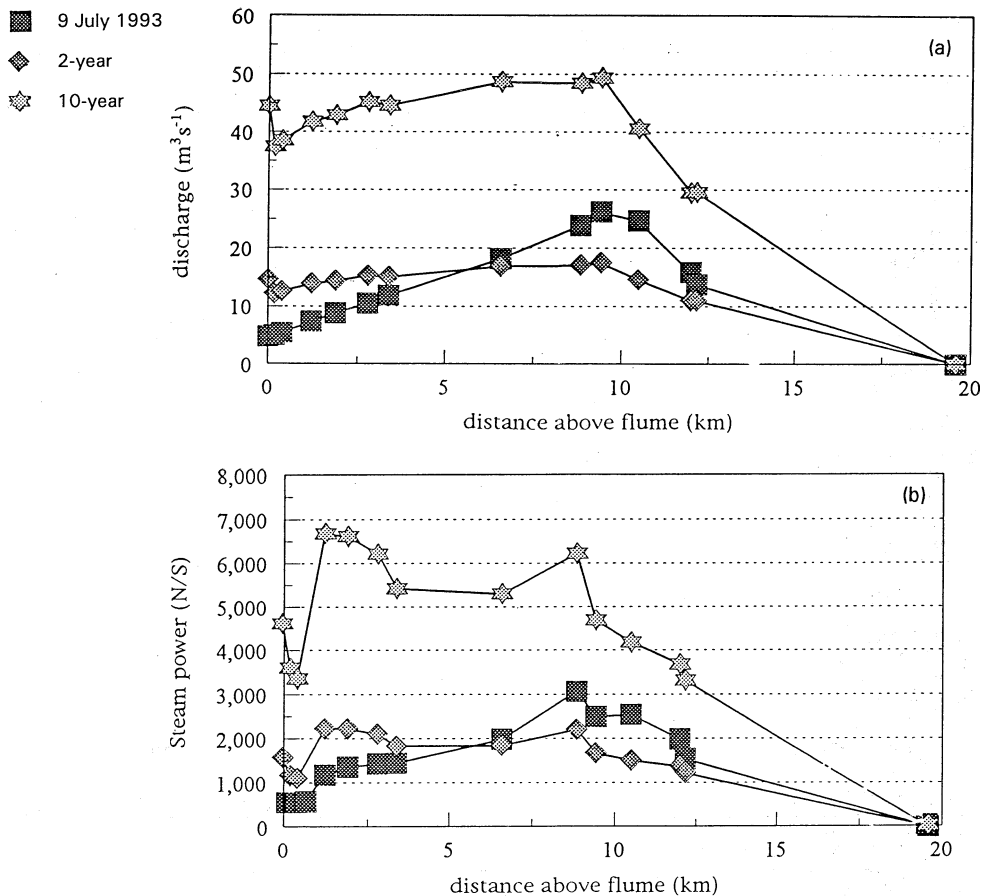 9 July 1993
2-year
10-year
(a)
60
50
40
30
20
10
0
discharge (m³s⁻¹)
0 5 10 15 20
distance above flume (km)
(b)
8,000
7,000
6,000
5,000
4,000
3,000
2,000
1,000
0
Steam power (N/S)
0 5 10 15 20
distance above flume (km)